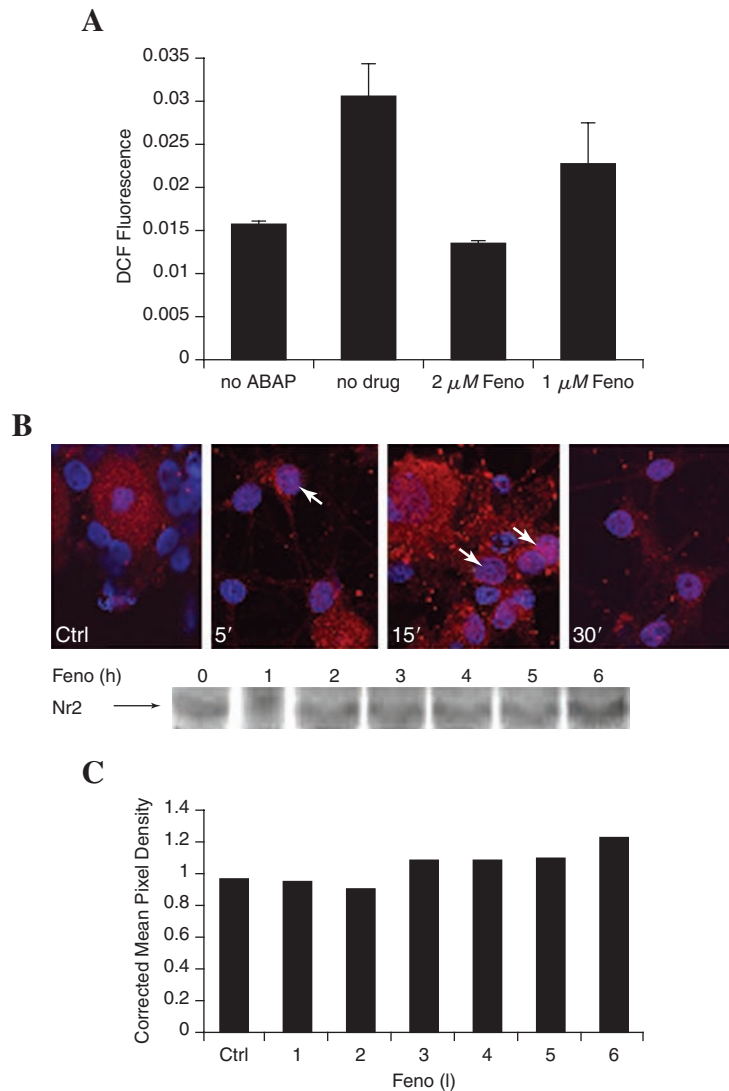 A
DCF Fluorescence
0.035
0.03
0.025
0.02
0.015
0.01
0.005
0
no ABAP no drug 2 μM Feno 1 μM Feno
B
Ctrl 5′ 15′ 30′
Feno (h) 0 1 2 3 4 5 6
Nr2
C
Corrected Mean Pixel Density
1.4
1.2
1
0.8
0.6
0.4
0.2
0
Ctrl 1 2 3 4 5 6
Feno (l)